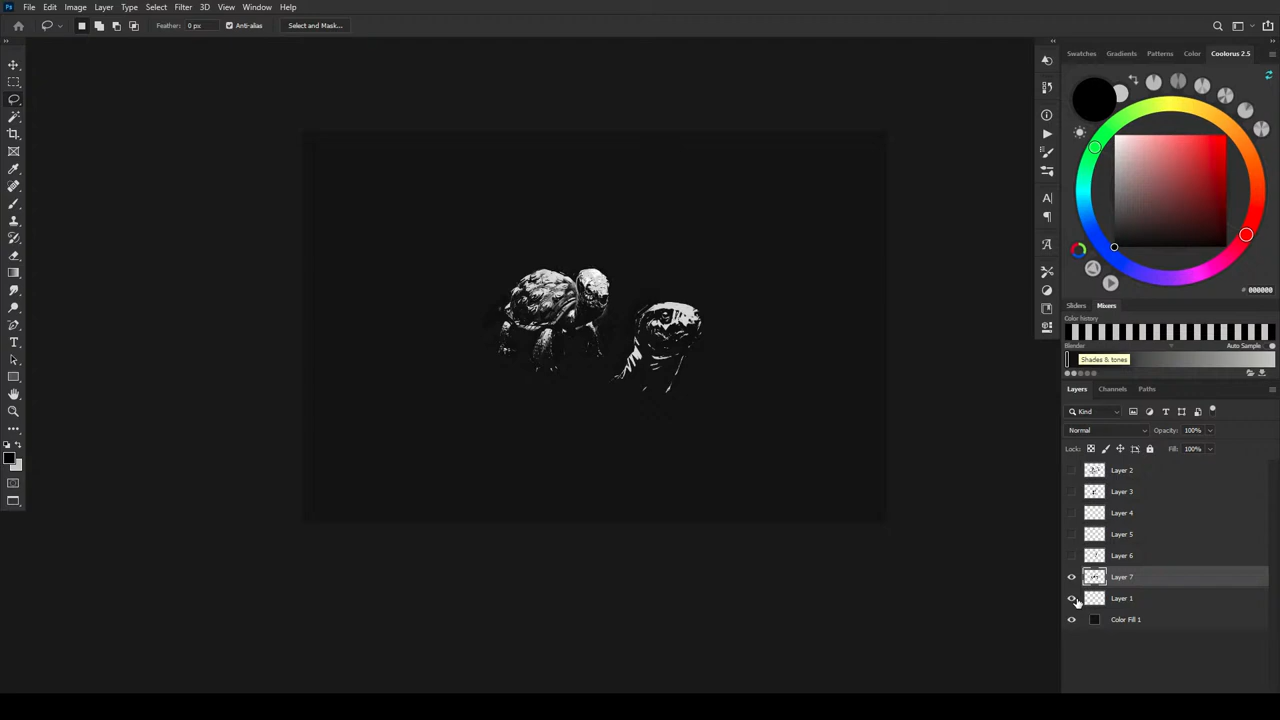 Ps File Edit Image Layer Type Select Filter 3D View Window Help
Feather: 0 px Anti-alias Select and Mask...
Swatches Gradients Patterns Color Coolorus 2.5
# 000000
Sliders Mixers
Color history
Blender Auto Sample
Shades & tones
Layers Channels Paths
Kind
Normal Opacity: 100%
Lock: Fill: 100%
Layer 2
Layer 3
Layer 4
Layer 5
Layer 6
Layer 7
Layer 1
Color Fill 1